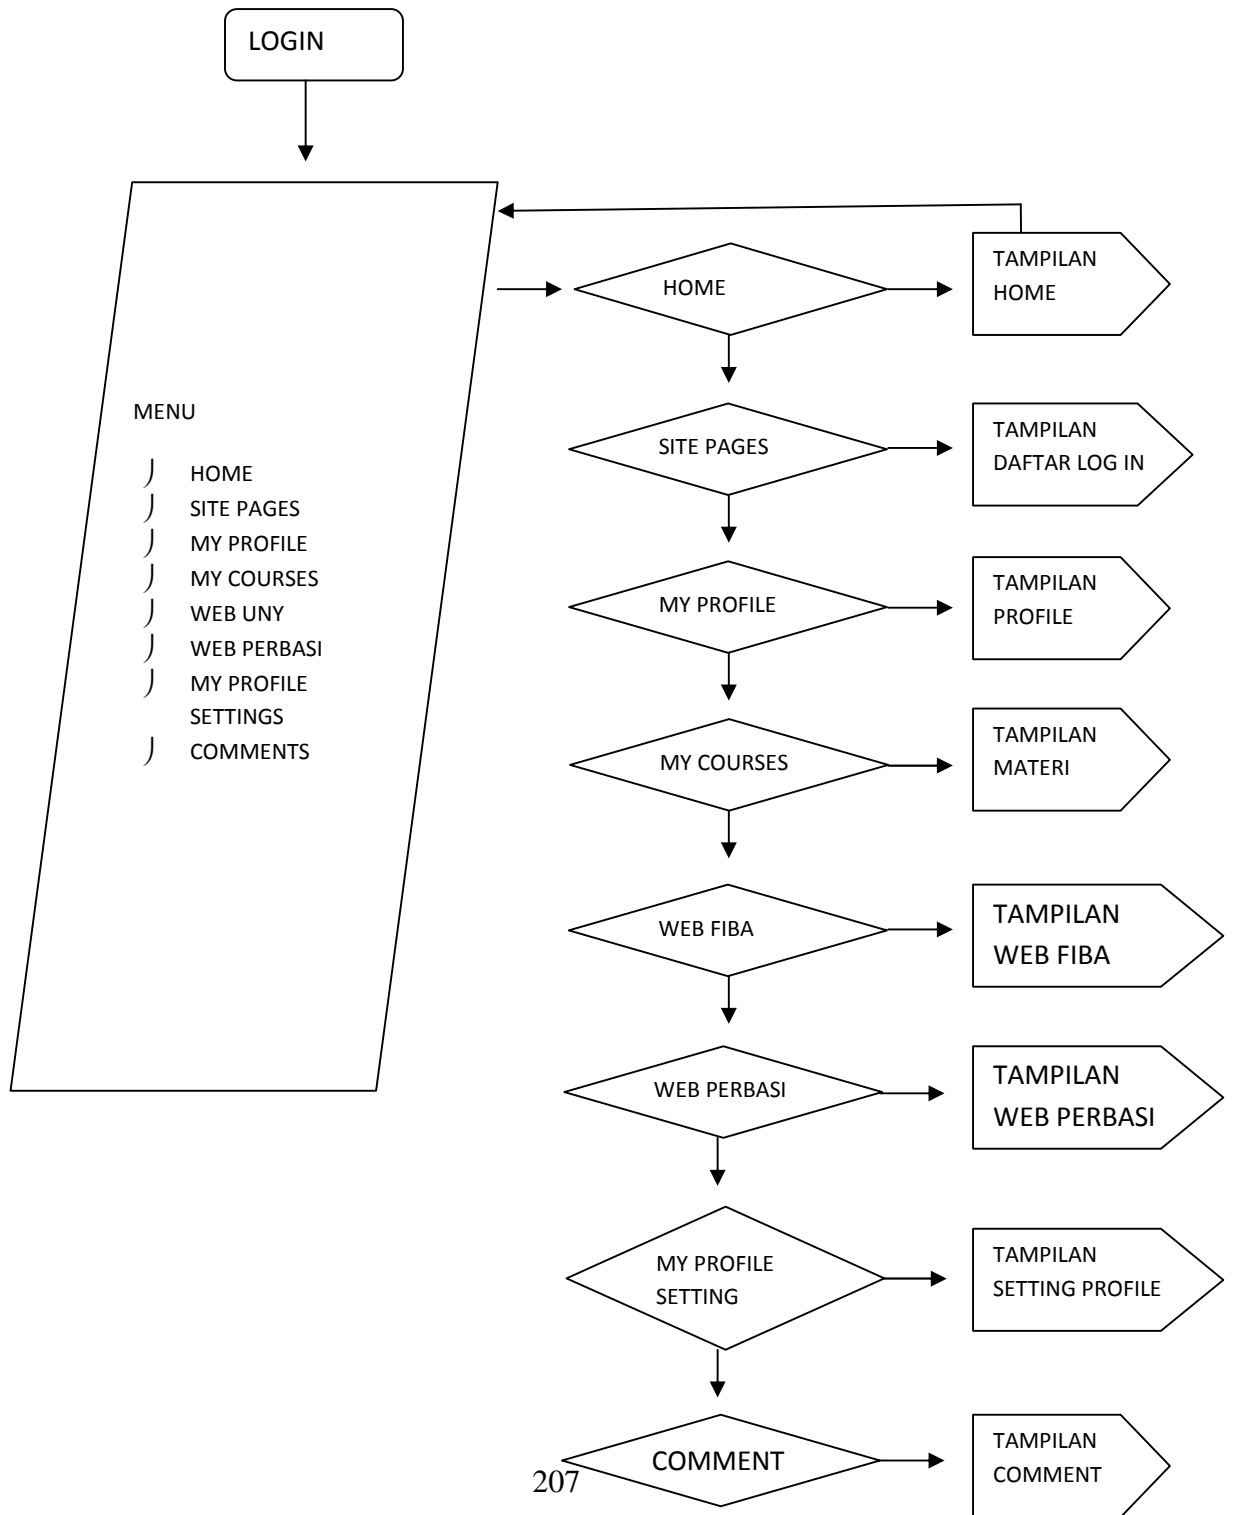 LOGIN
MENU
HOME
SITE PAGES
MY PROFILE
MY COURSES
WEB UNY
WEB PERBASI
MY PROFILE
SETTINGS
COMMENTS
HOME
TAMPILAN
HOME
SITE PAGES
TAMPILAN
DAFTAR LOG IN
MY PROFILE
TAMPILAN
PROFILE
MY COURSES
TAMPILAN
MATERI
WEB FIBA
TAMPILAN
WEB FIBA
WEB PERBASI
TAMPILAN
WEB PERBASI
MY PROFILE
SETTING
TAMPILAN
SETTING PROFILE
COMMENT
TAMPILAN
COMMENT
207